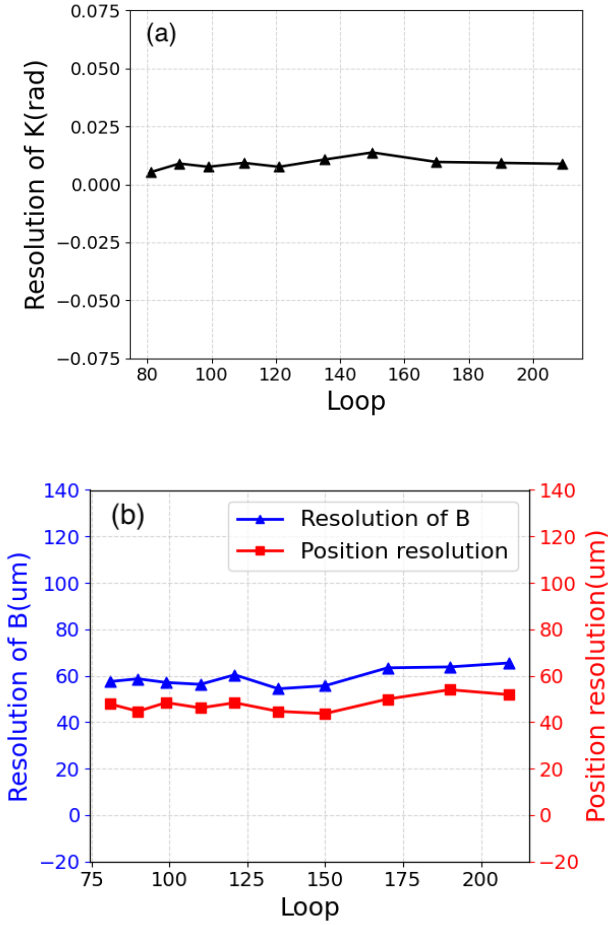 (a)
Resolution of K(rad)
0.075
0.050
0.025
0.000
−0.025
−0.050
−0.075
80 100 120 140 160 180 200
Loop
(b)
Resolution of B
Position resolution
Resolution of B(um)
140
120
100
80
60
40
20
0
−20
140
120
100
80
60
40
20
0
−20
Position resolution(um)
75 100 125 150 175 200
Loop